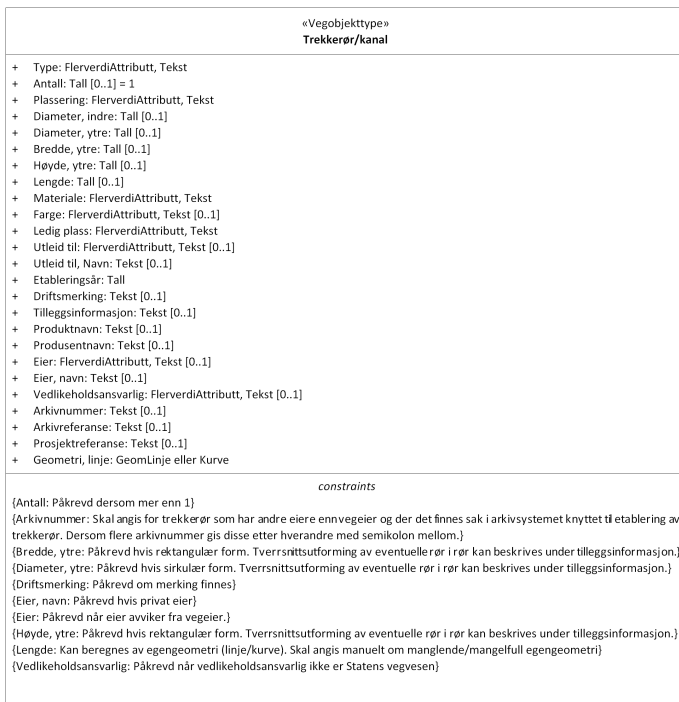 «Vegobjekttype»
Trekkerør/kanal
+ Type: FlerverdiAttributt, Tekst
+ Antall: Tall [0..1] = 1
+ Plassering: FlerverdiAttributt, Tekst
+ Diameter, indre: Tall [0..1]
+ Diameter, ytre: Tall [0..1]
+ Bredde, ytre: Tall [0..1]
+ Høyde, ytre: Tall [0..1]
+ Lengde: Tall [0..1]
+ Materiale: FlerverdiAttributt, Tekst
+ Farge: FlerverdiAttributt, Tekst [0..1]
+ Ledig plass: FlerverdiAttributt, Tekst
+ Utleid til: FlerverdiAttributt, Tekst [0..1]
+ Utleid til, Navn: Tekst [0..1]
+ Etableringsår: Tall
+ Driftsmerking: Tekst [0..1]
+ Tilleggsinformasjon: Tekst [0..1]
+ Produktnavn: Tekst [0..1]
+ Produsentnavn: Tekst [0..1]
+ Eier: FlerverdiAttributt, Tekst [0..1]
+ Eier, navn: Tekst [0..1]
+ Vedlikeholdsansvarlig: FlerverdiAttributt, Tekst [0..1]
+ Arkivnummer: Tekst [0..1]
+ Arkivreferanse: Tekst [0..1]
+ Prosjektreferanse: Tekst [0..1]
+ Geometri, linje: GeomLinje eller Kurve
constraints
{Antall: Påkrevd dersom mer enn 1}
{Arkivnummer: Skal angis for trekkerør som har andre eiere enn vegeier og der det finnes sak i arkivsystemet knyttet til etablering av
trekkerør. Dersom flere arkivnummer gis disse etter hverandre med semikolon mellom.}
{Bredde, ytre: Påkrevd hvis rektangulær form. Tverrsnittsutforming av eventuelle rør i rør kan beskrives under tilleggsinformasjon.}
{Diameter, ytre: Påkrevd hvis sirkulær form. Tverrsnittsutforming av eventuelle rør i rør kan beskrives under tilleggsinformasjon.}
{Driftsmerking: Påkrevd om merking finnes}
{Eier, navn: Påkrevd hvis privat eier}
{Eier: Påkrevd når eier avviker fra vegeier.}
{Høyde, ytre: Påkrevd hvis rektangulær form. Tverrsnittsutforming av eventuelle rør i rør kan beskrives under tilleggsinformasjon.}
{Lengde: Kan beregnes av egengeometri (linje/kurve). Skal angis manuelt om manglende/mangelfull egengeometri}
{Vedlikeholdsansvarlig: Påkrevd når vedlikeholdsansvarlig ikke er Statens vegvesen}